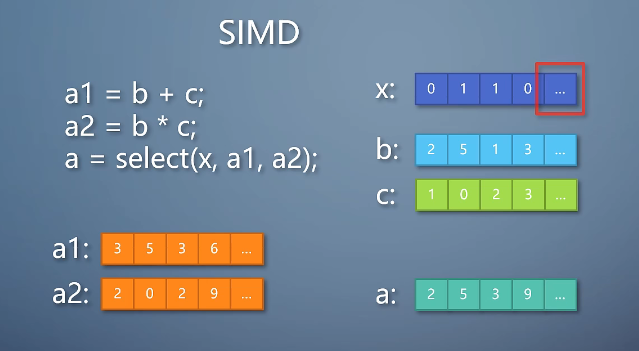 SIMD
a1 = b + c;
a2 = b * c;
a = select(x, a1, a2);
x: 0 1 1 0 ...
b: 2 5 1 3 ...
c: 1 0 2 3 ...
a1: 3 5 3 6 ...
a2: 2 0 2 9 ...
a: 2 5 3 9 ...